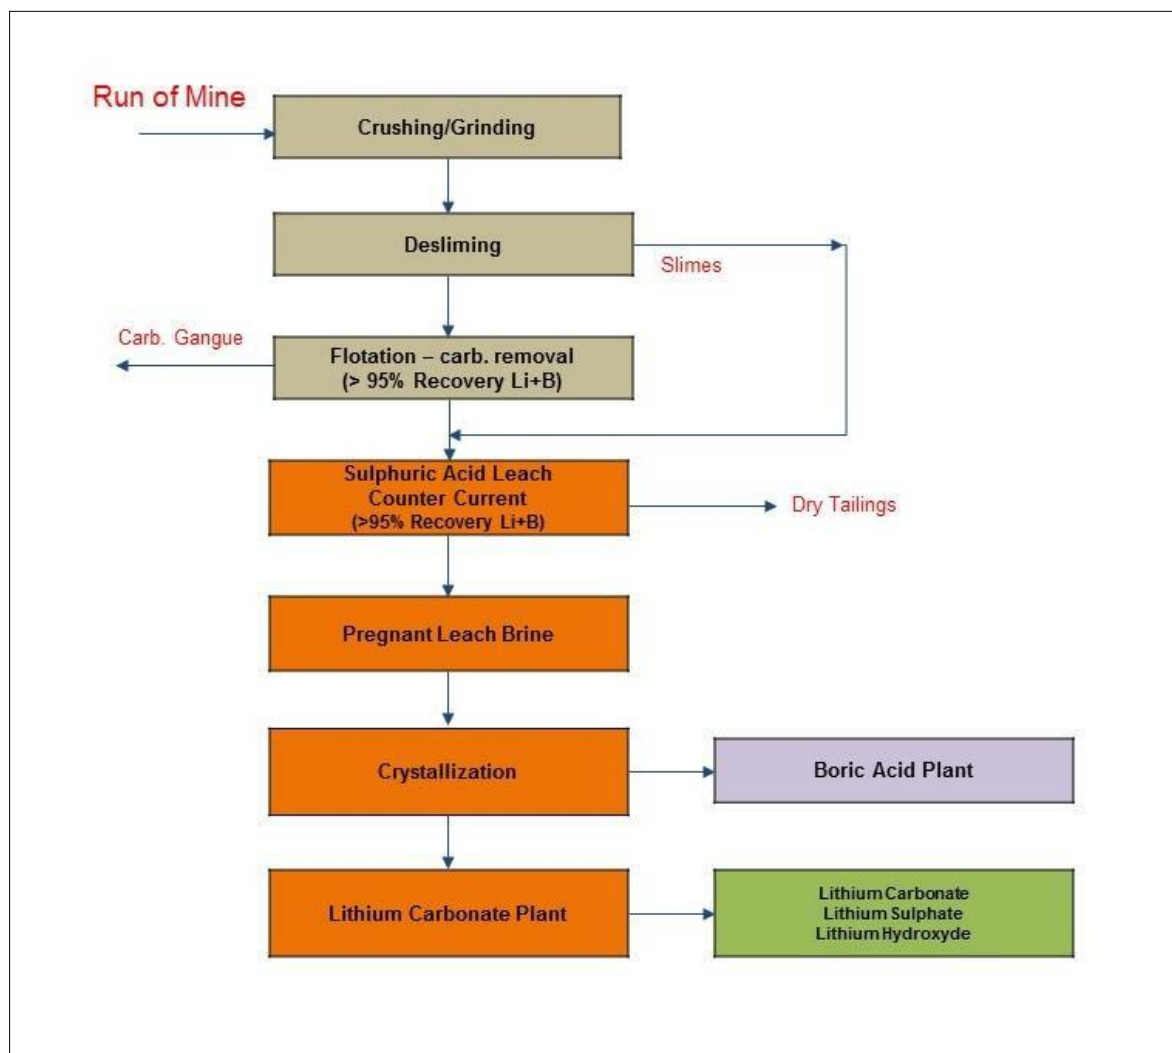 Run of Mine
Crushing/Grinding
Desliming
Slimes
Carb. Gangue
Flotation – carb. removal
(> 95% Recovery Li+B)
Sulphuric Acid Leach
Counter Current
(>95% Recovery Li+B)
Dry Tailings
Pregnant Leach Brine
Crystallization
Boric Acid Plant
Lithium Carbonate Plant
Lithium Carbonate
Lithium Sulphate
Lithium Hydroxyde